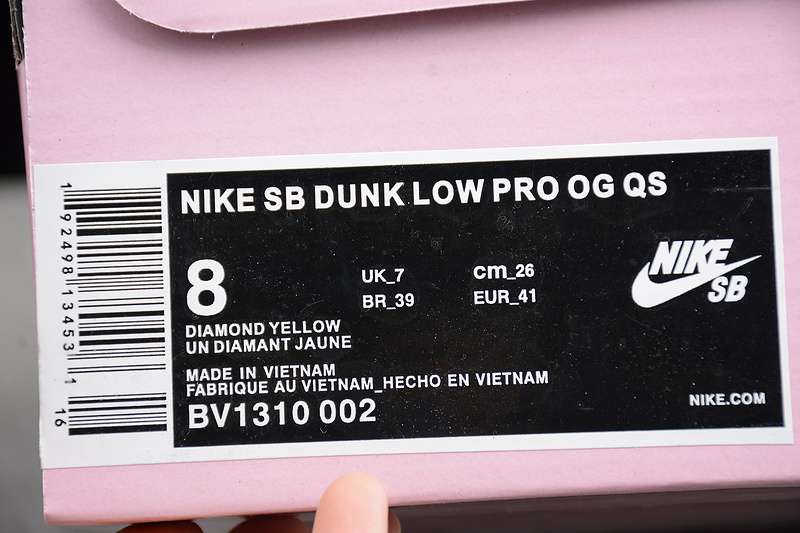 NIKE SB DUNK LOW PRO OG QS
8
UK_7
cm_26
BR_39
EUR_41
NIKE
SB
DIAMOND YELLOW
UN DIAMANT JAUNE
MADE IN VIETNAM
FABRIQUE AU VIETNAM_HECHO EN VIETNAM
BV1310 002
NIKE.COM
1 92498 13453 1
16